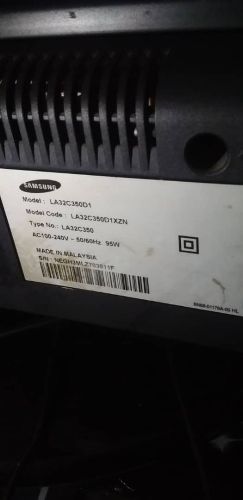 SAMSUNG
Model : LA32C350D1
Model Code : LA32C350D1XZN
Type No.: LA32C350
AC100-240V ~ 50/60Hz 95W
MADE IN MALAYSIA
S/N :